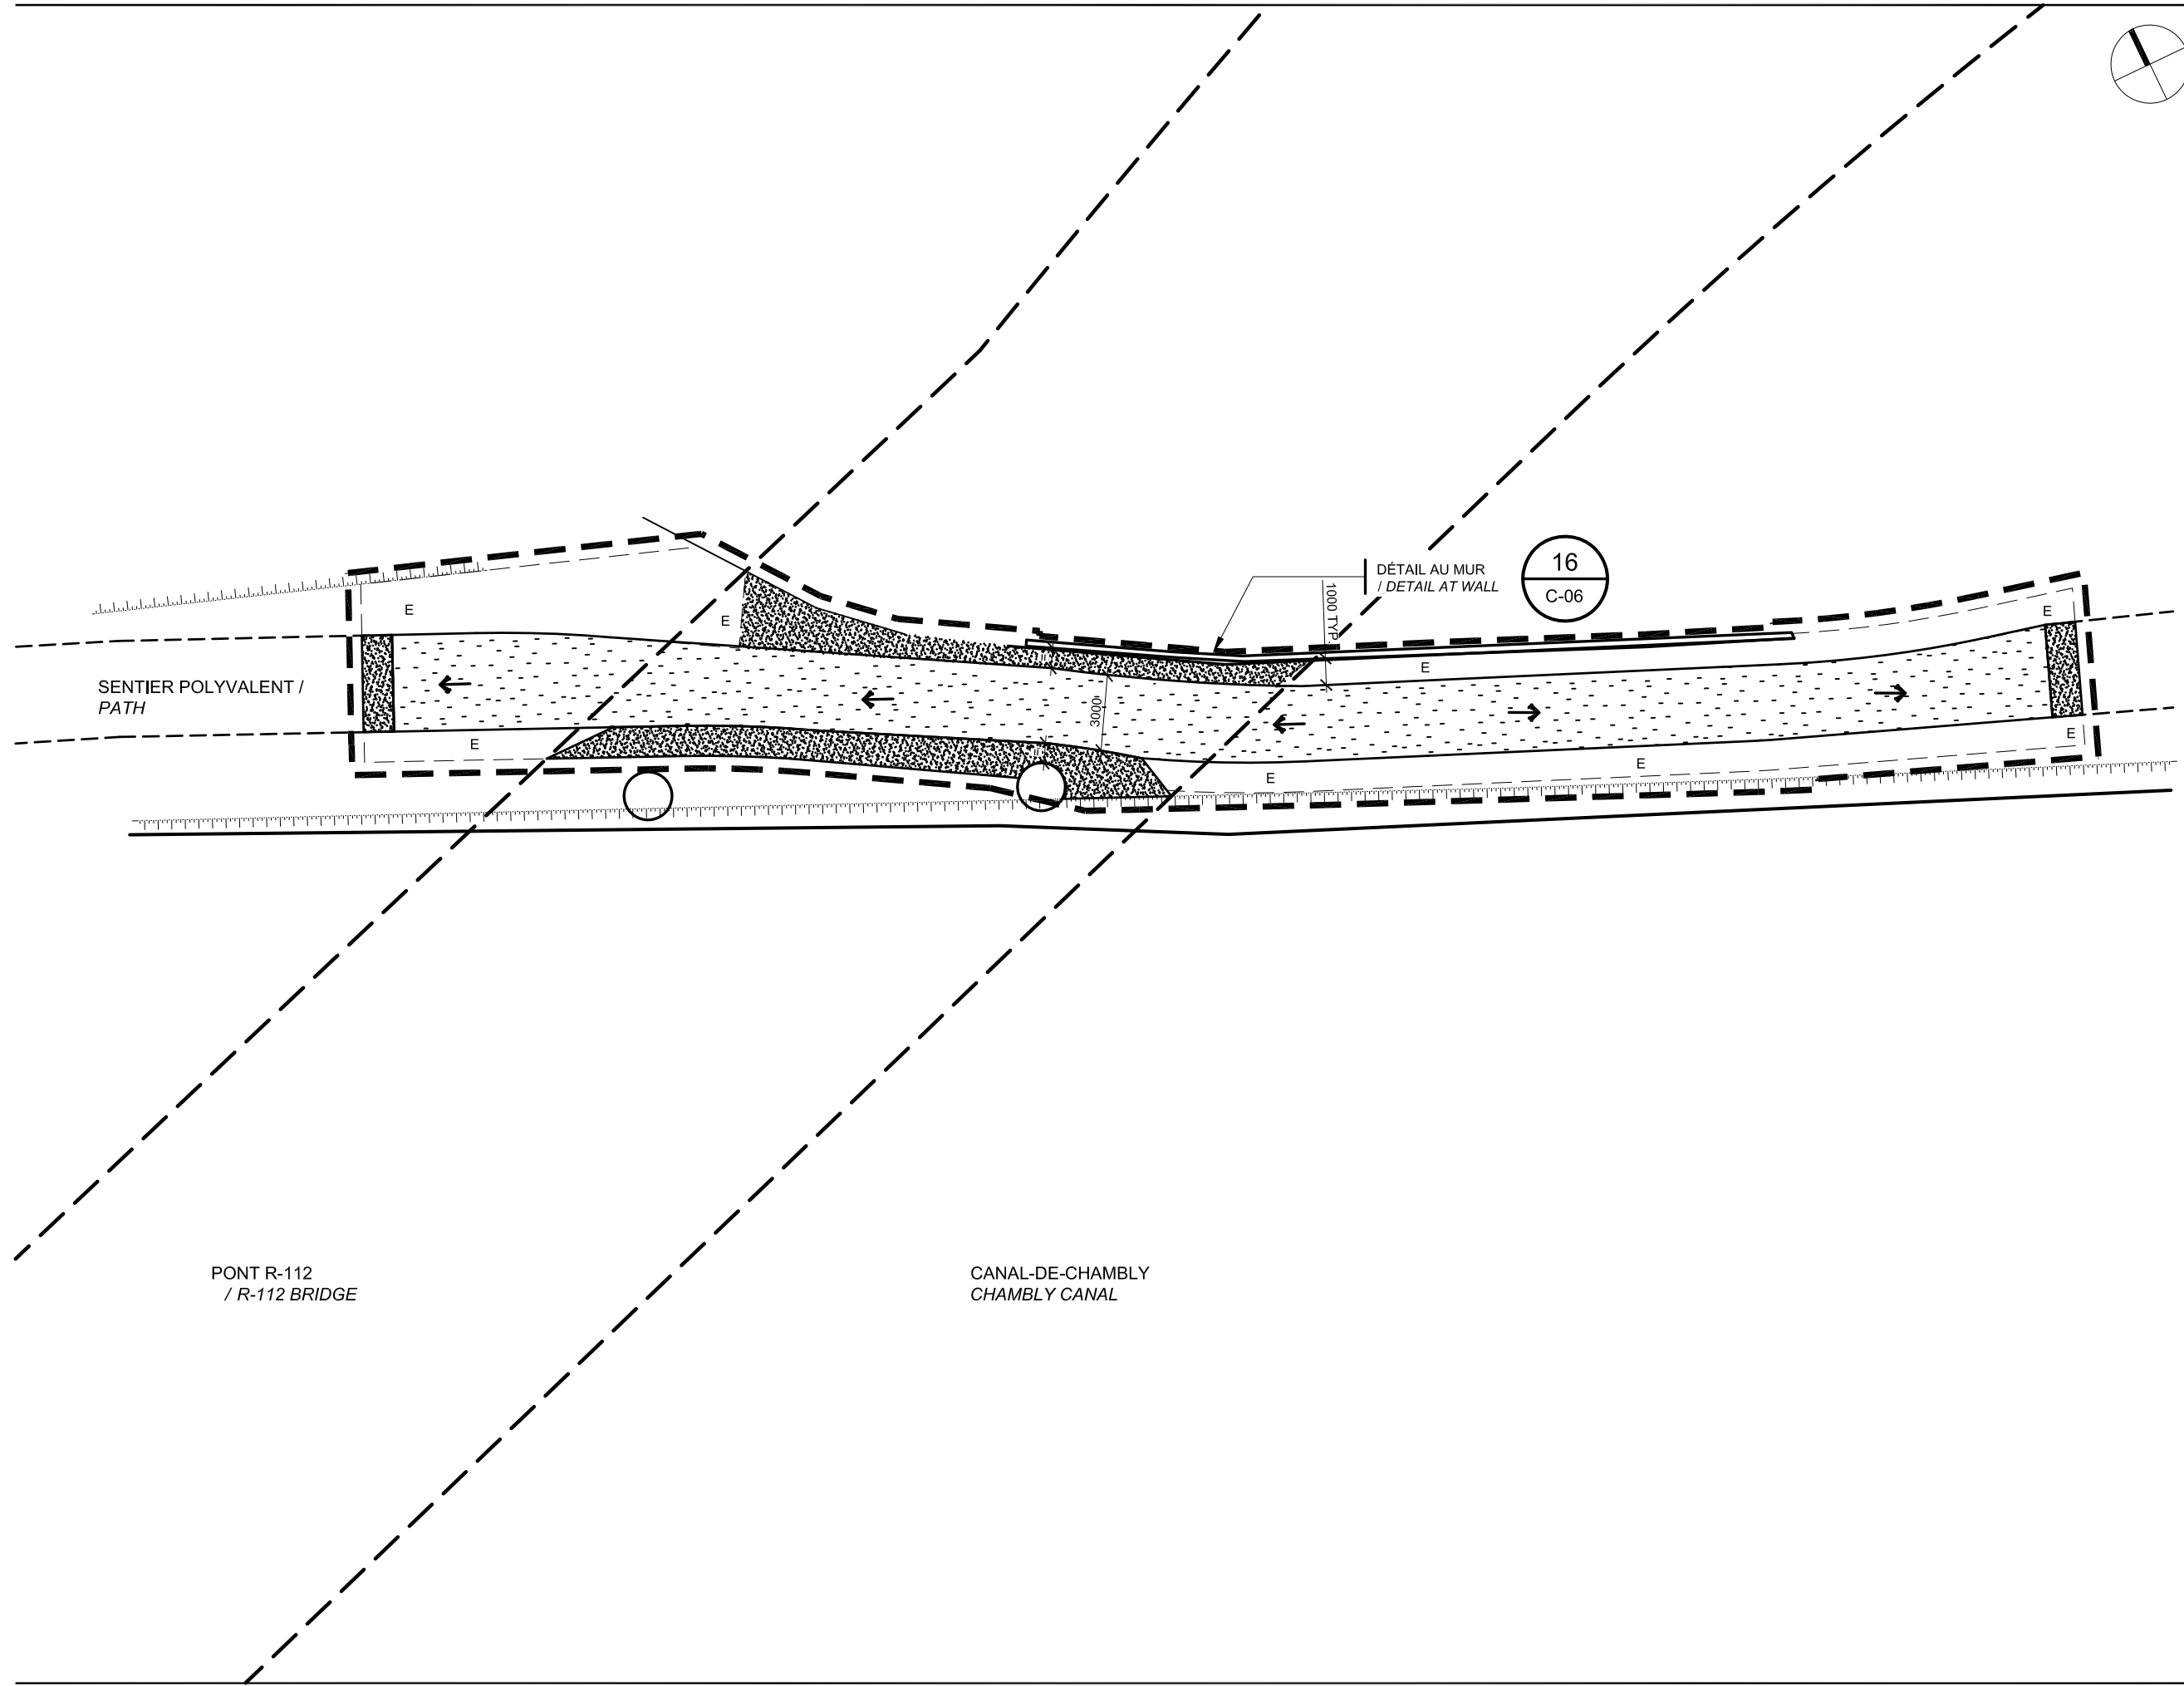 DÉTAIL AU MUR
/ DETAIL AT WALL
16
C-06
1000 TYP.
E
E
E
E
SENTIER POLYVALENT /
PATH
3000
E
E
E
E
PONT R-112
/ R-112 BRIDGE
CANAL-DE-CHAMBLY
CHAMBLY CANAL